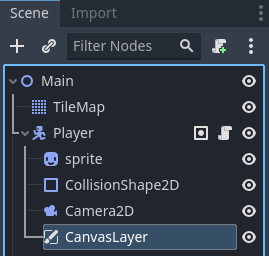 Scene Import
Filter Nodes
Main
TileMap
Player
sprite
CollisionShape2D
Camera2D
CanvasLayer